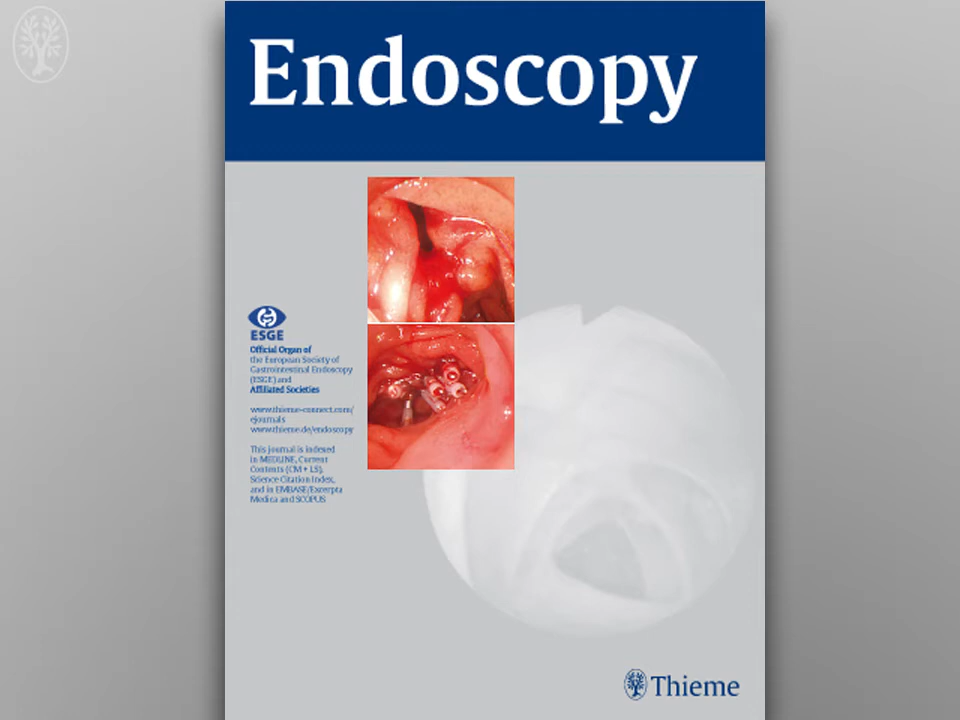 Endoscopy
ESGE
Official Organ of
the European Society of
Gastrointestinal Endoscopy
(ESGE) and
Affiliated Societies
www.thieme-connect.com/
ejournals
www.thieme.de/endoscopy
This journal is indexed
in MEDLINE, Current
Contents (CM + LS),
Science Citation Index,
and in EMBASE/Excerpta
Medica and SCOPUS
Thieme